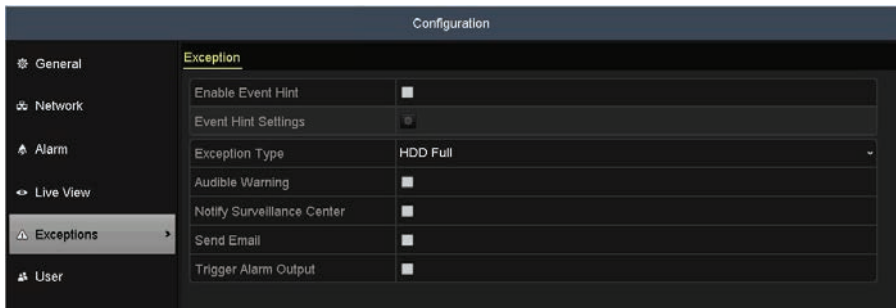 Configuration
General
Network
Alarm
Live View
Exceptions
User
Exception
Enable Event Hint
Event Hint Settings
Exception Type HDD Full
Audible Warning
Notify Surveillance Center
Send Email
Trigger Alarm Output